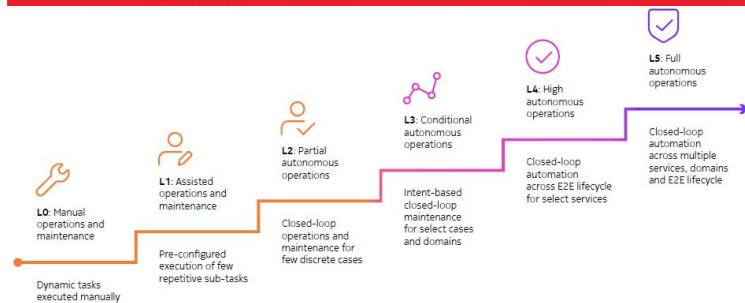 L0: Manual
operations and
maintenance
Dynamic tasks
executed manually
L1: Assisted
operations and
maintenance
Pre-configured
execution of few
repetitive sub-tasks
L2: Partial
autonomous
operations
Closed-loop
operations and
maintenance for
few discrete cases
L3: Conditional
autonomous
operations
Intent-based
closed-loop
maintenance
for select cases
and domains
L4: High
autonomous
operations
Closed-loop
automation
across E2E lifecycle
for select services
L5: Full
autonomous
operations
Closed-loop
automation
across multiple
services, domains
and E2E lifecycle